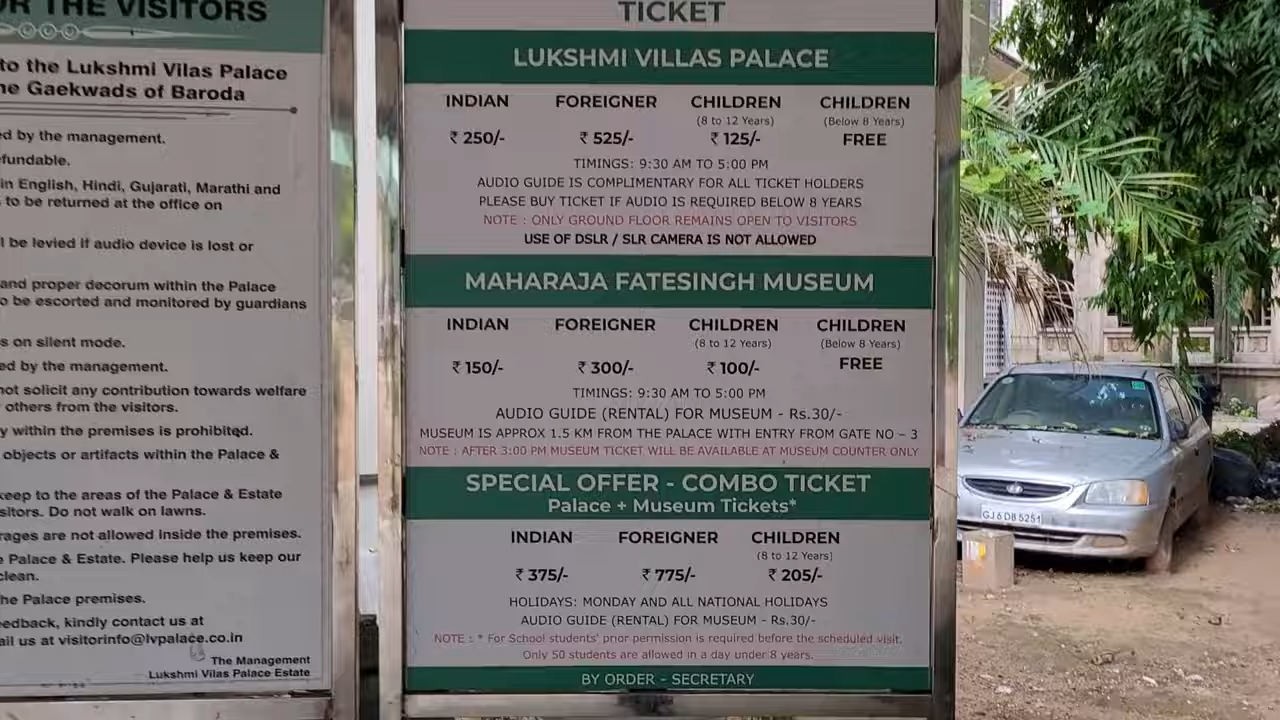 OR THE VISITORS
to the Lukshmi Vilas Palace
he Gaekwads of Baroda
ed by the management.
efundable.
in English, Hindi, Gujarati, Marathi and
to be returned at the office on
l be levied if audio device is lost or
and proper decorum within the Palace
o be escorted and monitored by guardians
s on silent mode.
ed by the management.
not solicit any contribution towards welfare
others from the visitors.
y within the premises is prohibited.
objects or artifacts within the Palace &
keep to the areas of the Palace & Estate
sitors. Do not walk on lawns.
rages are not allowed inside the premises.
e Palace & Estate. Please help us keep our
clean.
he Palace premises.
eedback, kindly contact us at
ail us at visitorinfo@lvpalace.co.in
The Management
Lukshmi Vilas Palace Estate
TICKET
LUKSHMI VILLAS PALACE
INDIAN FOREIGNER CHILDREN CHILDREN
(8 to 12 Years) (Below 8 Years)
₹ 250/- ₹ 525/- ₹ 125/- FREE
TIMINGS: 9:30 AM TO 5:00 PM
AUDIO GUIDE IS COMPLIMENTARY FOR ALL TICKET HOLDERS
PLEASE BUY TICKET IF AUDIO IS REQUIRED BELOW 8 YEARS
NOTE : ONLY GROUND FLOOR REMAINS OPEN TO VISITORS
USE OF DSLR / SLR CAMERA IS NOT ALLOWED
MAHARAJA FATESINGH MUSEUM
INDIAN FOREIGNER CHILDREN CHILDREN
(8 to 12 Years) (Below 8 Years)
₹ 150/- ₹ 300/- ₹ 100/- FREE
TIMINGS: 9:30 AM TO 5:00 PM
AUDIO GUIDE (RENTAL) FOR MUSEUM - Rs.30/-
MUSEUM IS APPROX 1.5 KM FROM THE PALACE WITH ENTRY FROM GATE NO – 3
NOTE : AFTER 3:00 PM MUSEUM TICKET WILL BE AVAILABLE AT MUSEUM COUNTER ONLY
SPECIAL OFFER - COMBO TICKET
Palace + Museum Tickets*
INDIAN FOREIGNER CHILDREN
(8 to 12 Years)
₹ 375/- ₹ 775/- ₹ 205/-
HOLIDAYS: MONDAY AND ALL NATIONAL HOLIDAYS
AUDIO GUIDE (RENTAL) FOR MUSEUM - Rs.30/-
NOTE : * For School students' prior permission is required before the scheduled visit.
Only 50 students are allowed in a day under 8 years.
BY ORDER - SECRETARY
GJ 6 DB 5251